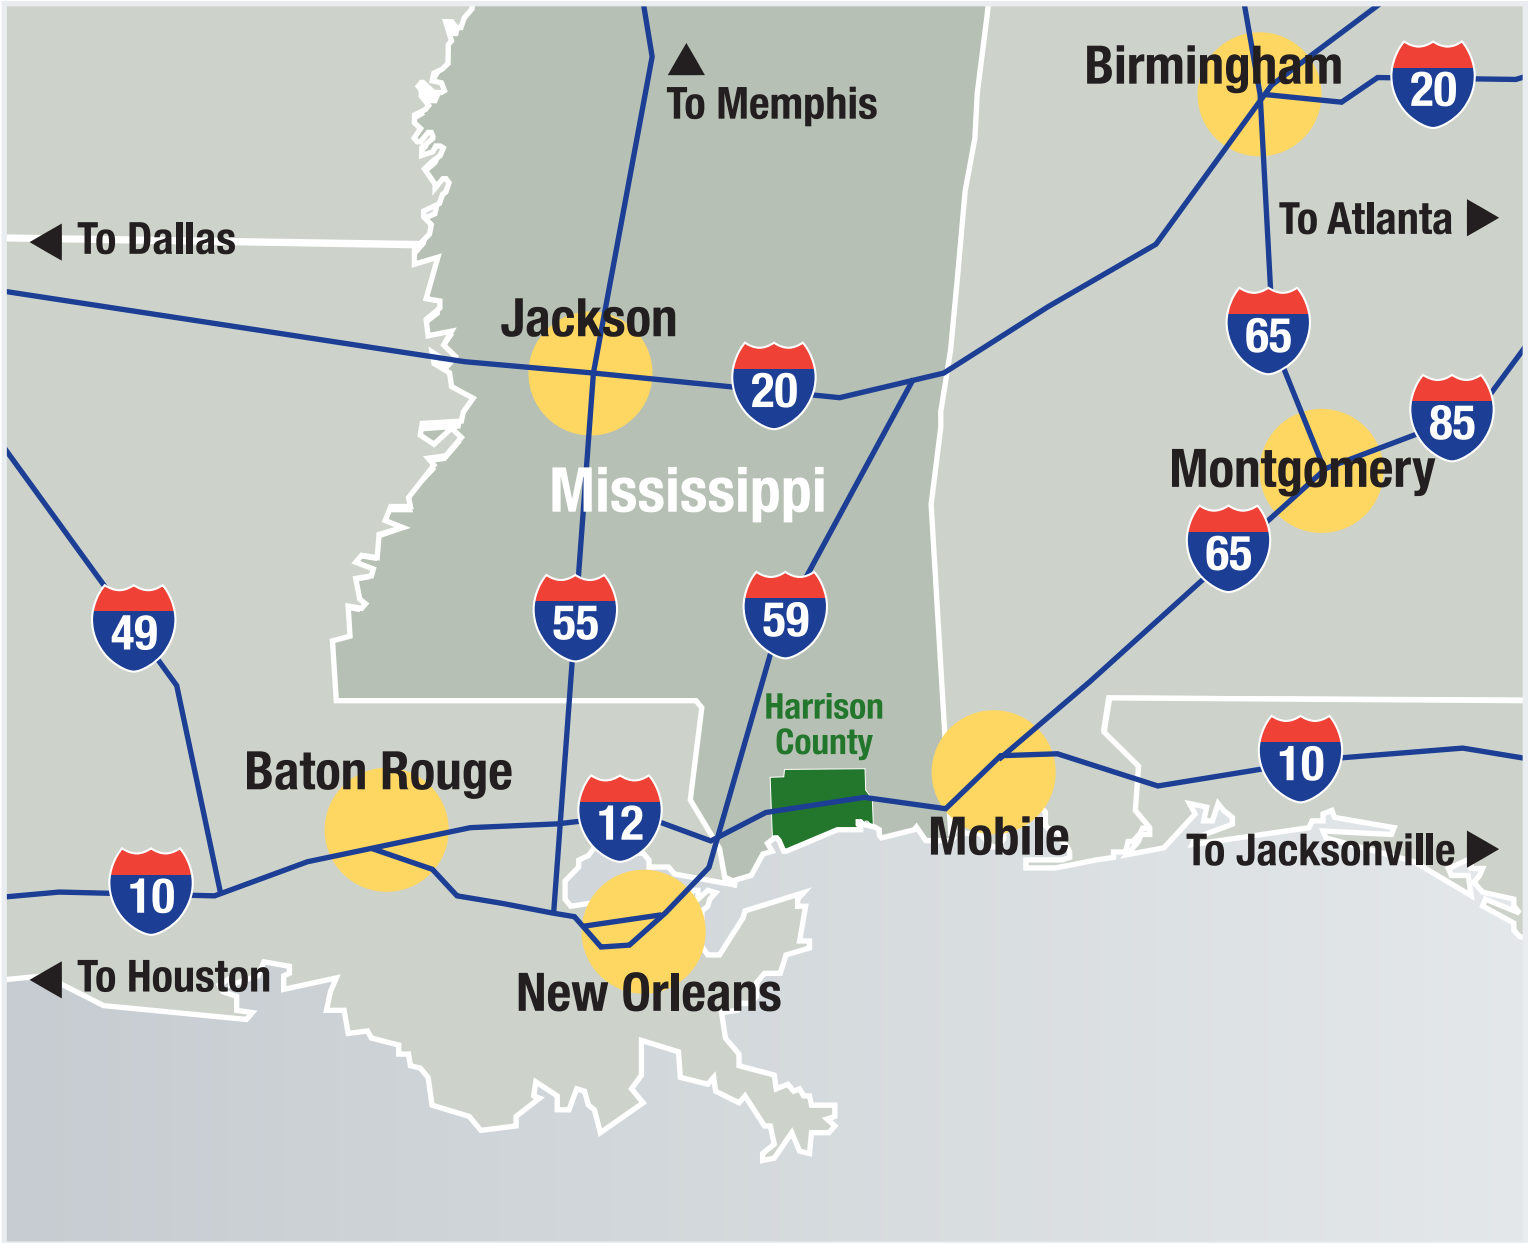 Birmingham
20
To Memphis
To Dallas
To Atlanta
Jackson
65
20
85
Mississippi
Montgomery
65
49
55
59
Harrison
County
Baton Rouge
10
12
Mobile
To Jacksonville
10
To Houston
New Orleans